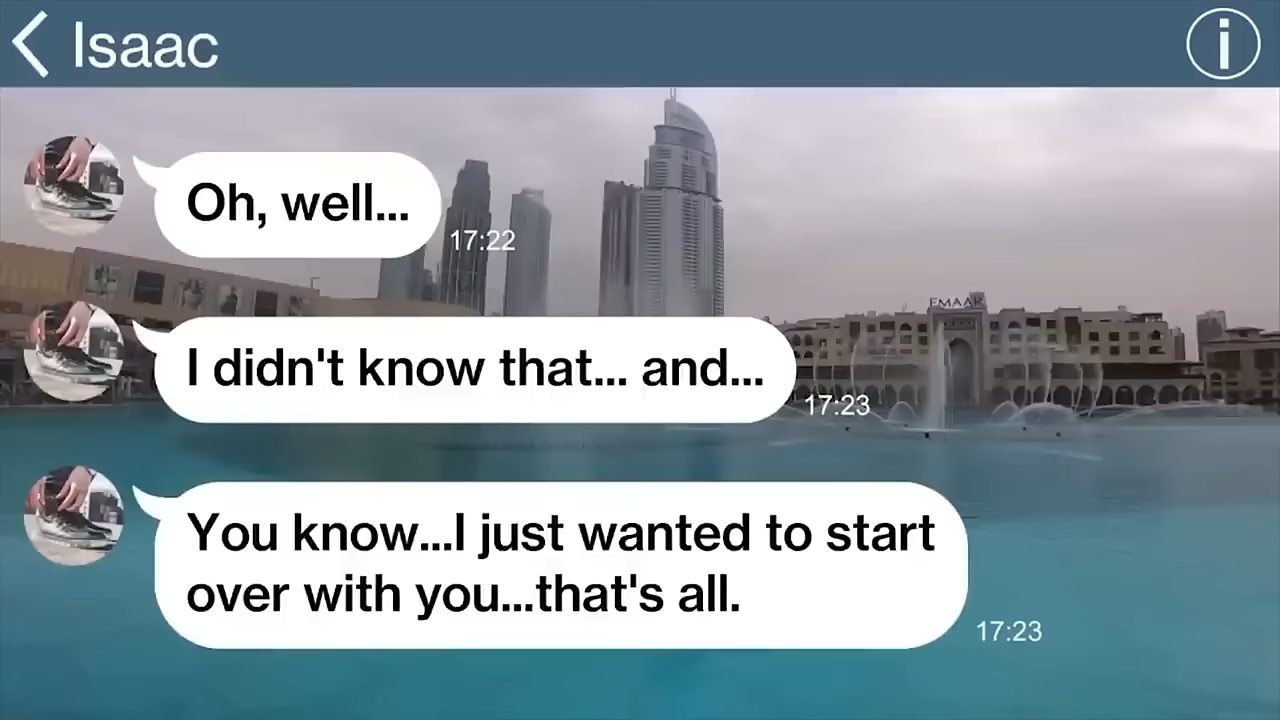 Isaac
Oh, well...
17:22
I didn't know that... and...
17:23
You know...I just wanted to start
over with you...that's all.
17:23
EMAAR